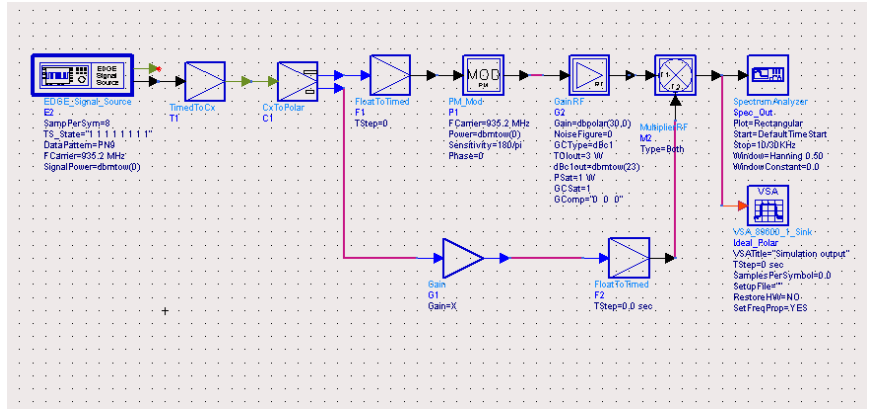 EDGE
Signal
Source
EDGE_Signal_Source
E2
SampPerSym=8
TS_State="1 1 1 1 1 1 1 1"
DataPattern=PN9
FCarrier=935.2 MHz
SignalPower=dbmtow(0)
TimedToCx
T1
CxToPolar
C1
FloatToTimed
F1
TStep=0
MOD
PM
PM_Mod
P1
FCarrier=935.2 MHz
Power=dbmtow(0)
Sensitivity=180/pi
Phase=0
RF
GainRF
G2
Gain=dbpolar(30,0)
NoiseFigure=0
GCType=dBc1
TOIout=3 W
dBc1out=dbmtow(23)
PSat=1 W
GCSat=1
GComp="0 0 0"
MultiplierRF
M2
Type=Both
SpectrumAnalyzer
Spec_Out
Plot=Rectangular
Start=DefaultTimeStart
Stop=10/30KHz
Window=Hanning 0.50
WindowConstant=0.0
VSA
VSA_89600_1_Sink
Ideal_Polar
VSATitle="Simulation output"
TStep=0 sec
SamplesPerSymbol=0.0
SetupFile=""
RestoreHW=NO
SetFreqProp=YES
Gain
G1
Gain=X
FloatToTimed
F2
TStep=0.0 sec